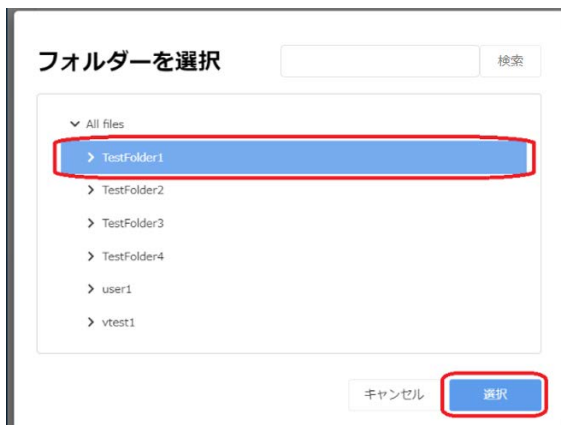 フォルダーを選択 検索
All files
TestFolder1
TestFolder2
TestFolder3
TestFolder4
user1
vtest1
キャンセル 選択